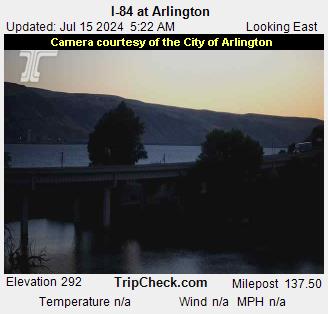 I-84 at Arlington
Updated: Jul 15 2024 5:22 AM Looking East
Camera courtesy of the City of Arlington
Elevation 292 TripCheck.com Milepost 137.50
Temperature n/a Wind n/a MPH n/a